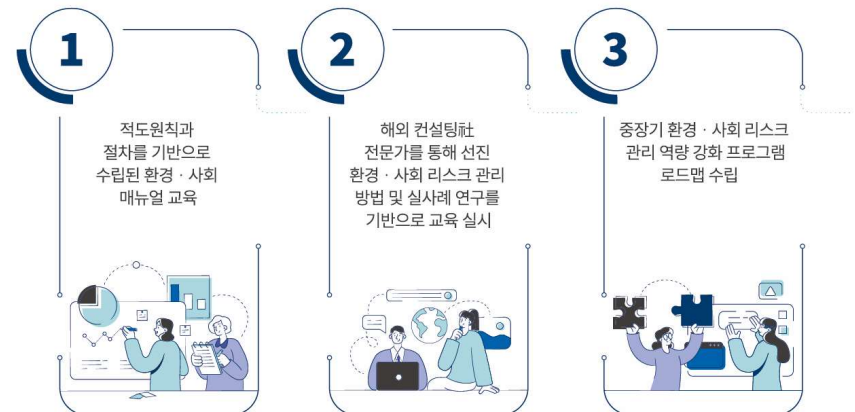 1
적도원칙과
절차를 기반으로
수립된 환경 · 사회
매뉴얼 교육
2
해외 컨설팅社
전문가를 통해 선진
환경 · 사회 리스크 관리
방법 및 실사례 연구를
기반으로 교육 실시
3
중장기 환경 · 사회 리스크
관리 역량 강화 프로그램
로드맵 수립